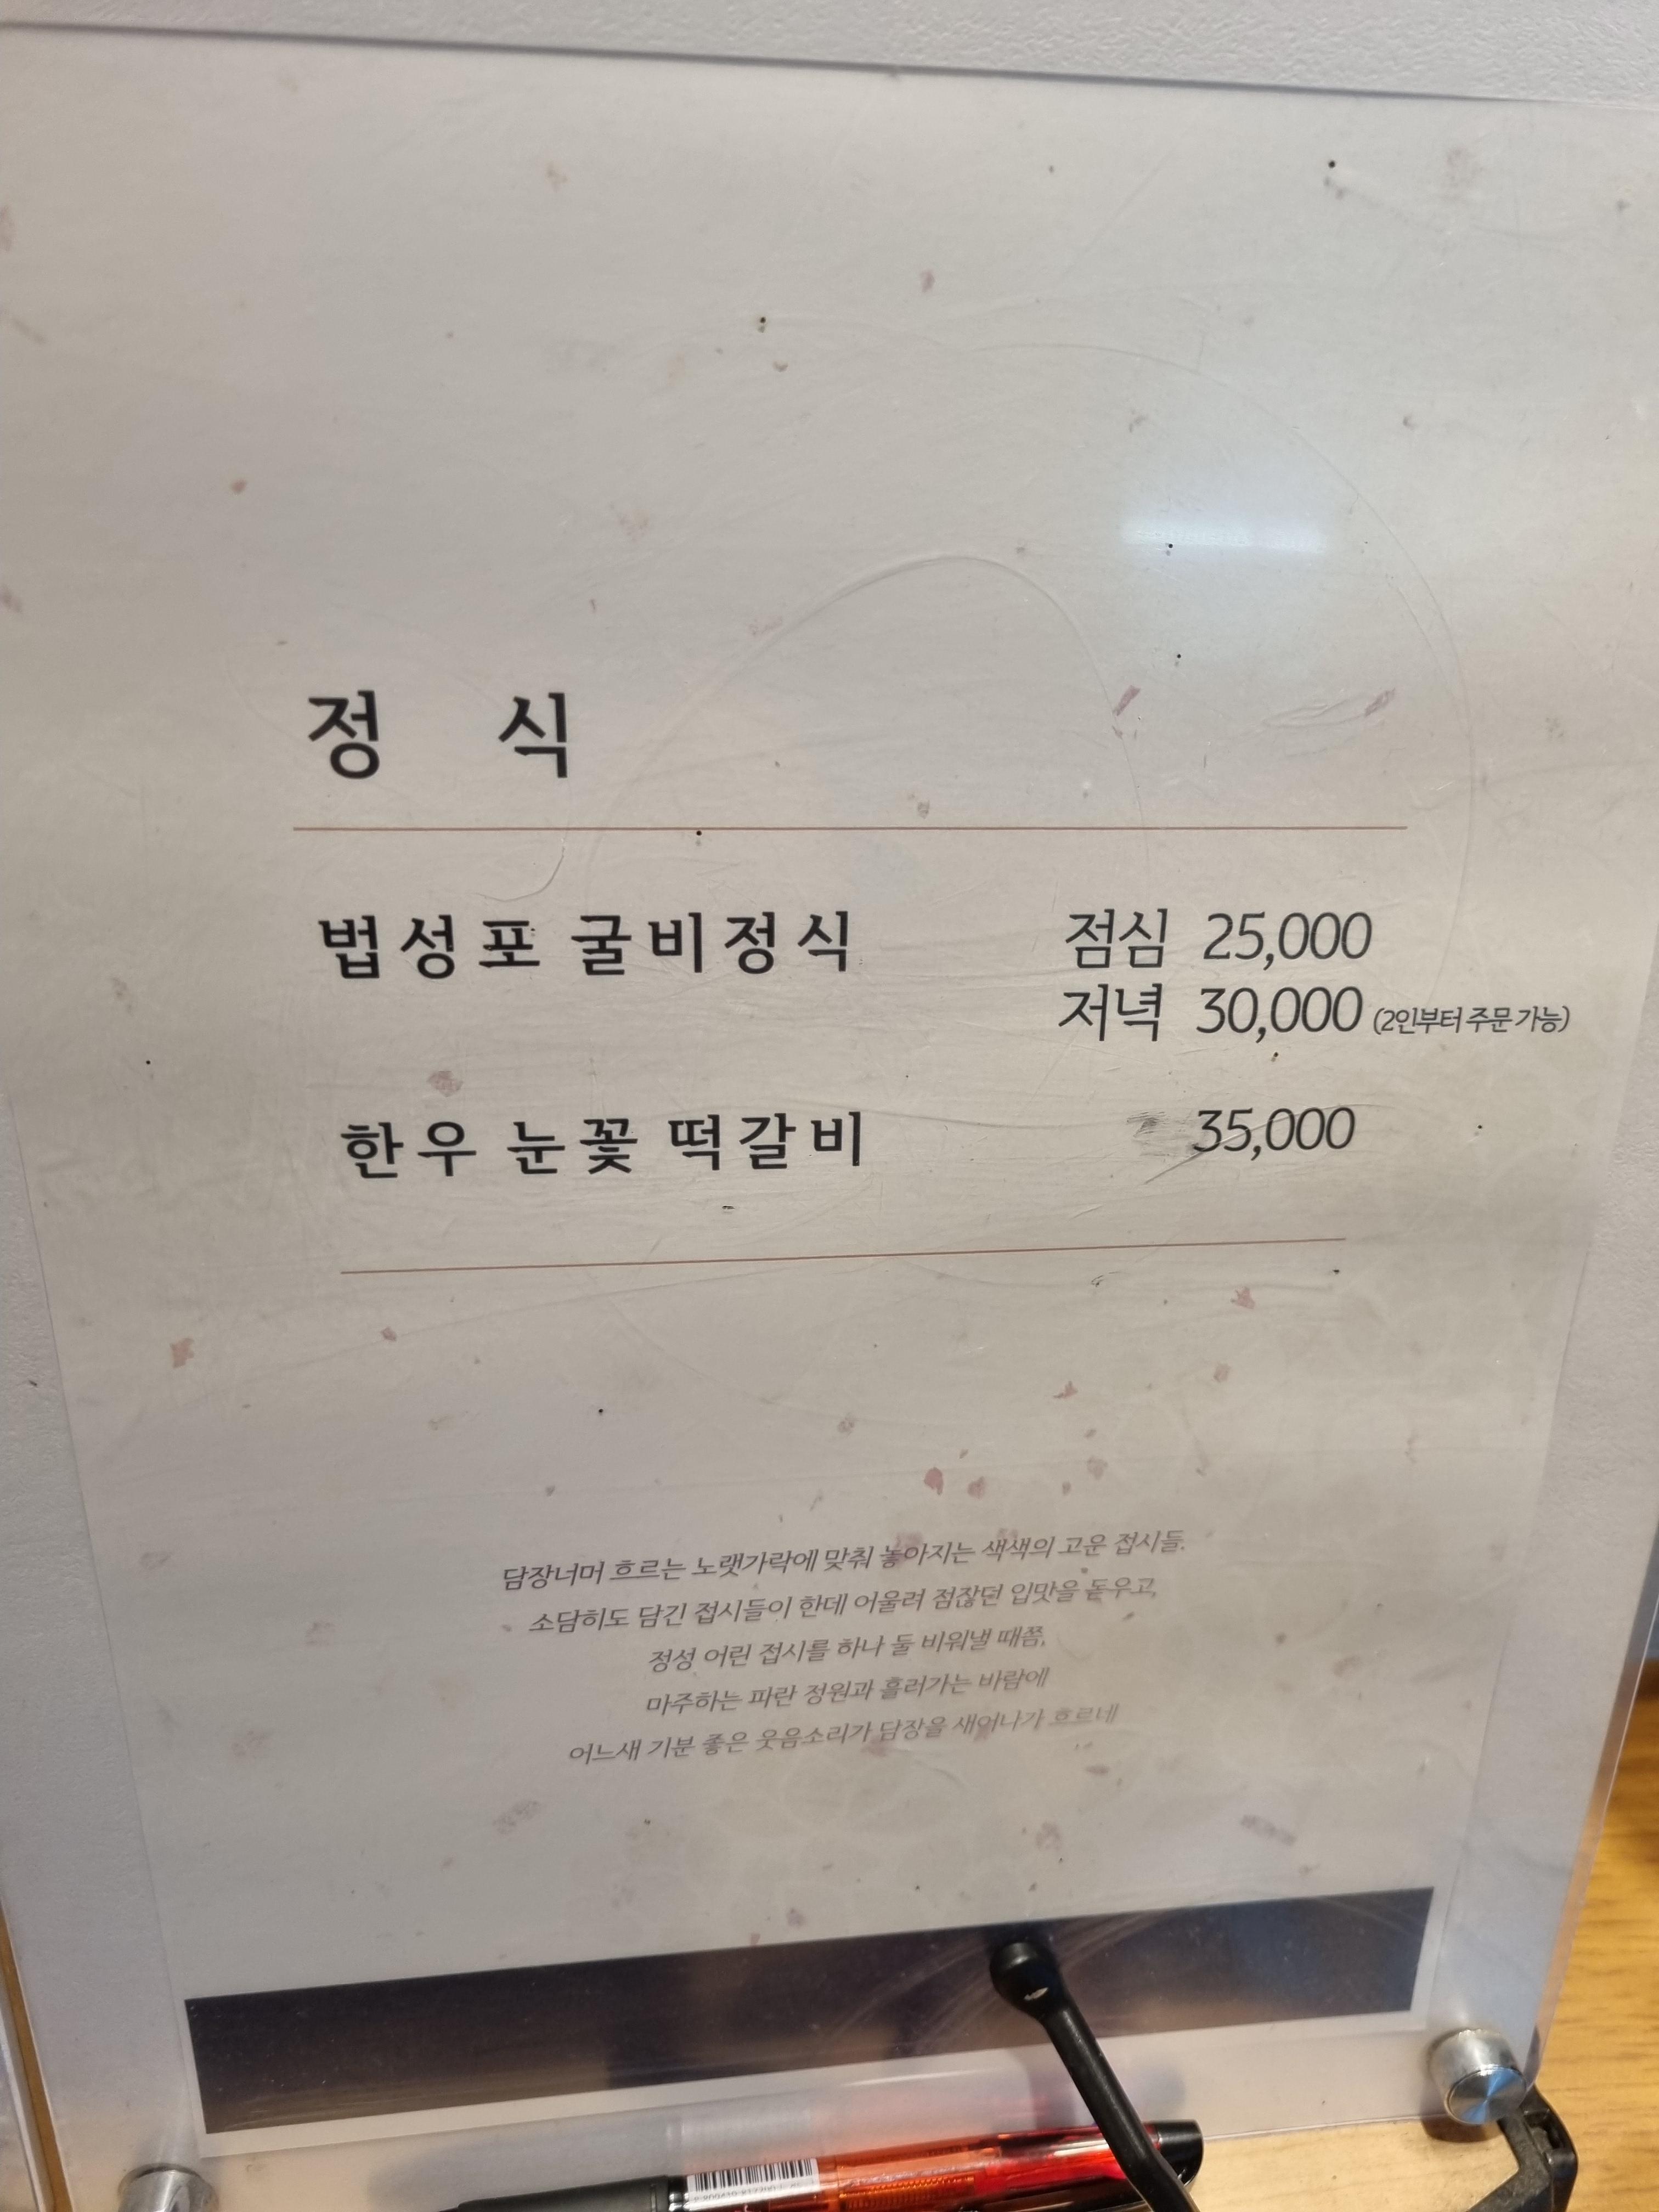 정 식
법성포 굴비정식 점심 25,000
저녁 30,000 (2인부터 주문 가능)
한우 눈꽃 떡갈비 35,000
담장너머 흐르는 노랫가락에 맞춰 놓아지는 색색의 고운 접시들.
소담히도 담긴 접시들이 한데 어울려 점잖던 입맛을 돋우고,
정성 어린 접시를 하나 둘 비워낼 때쯤,
마주하는 파란 정원과 흘러가는 바람에
어느새 기분 좋은 웃음소리가 담장을 새어나가 흐르네